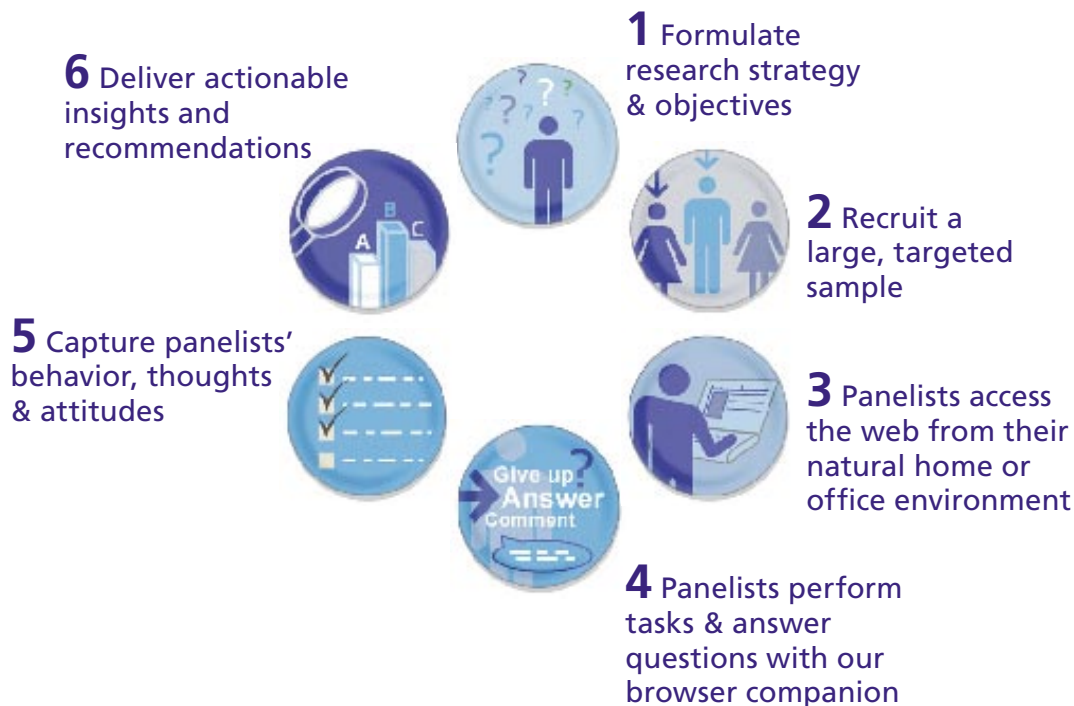 1 Formulate
research strategy
& objectives
2 Recruit a
large, targeted
sample
3 Panelists access
the web from their
natural home or
office environment
4 Panelists perform
tasks & answer
questions with our
browser companion
5 Capture panelists’
behavior, thoughts
& attitudes
6 Deliver actionable
insights and
recommendations
? ? ? ? ? ? ? ?
A
B
C
Give up
?
Answer
Comment